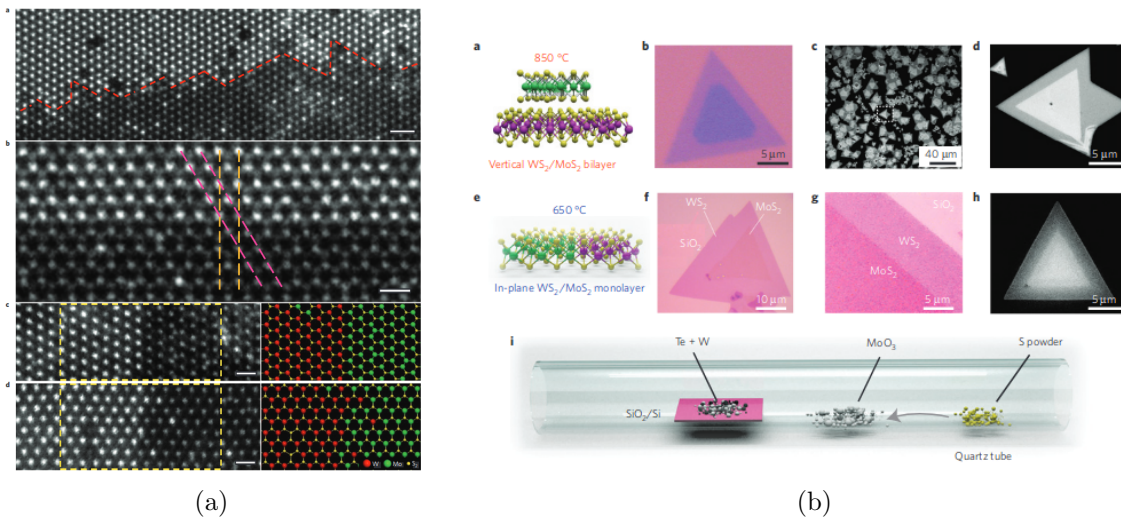 a
b
c
d
W Mo S₂
(a)
a
850 °C
Vertical WS₂/MoS₂ bilayer
b
5 μm
c
40 μm
d
5 μm
e
650 °C
In-plane WS₂/MoS₂ monolayer
f
WS₂
MoS₂
SiO₂
10 μm
g
SiO₂
WS₂
MoS₂
5 μm
h
5 μm
i
Te + W
MoO₃
S powder
SiO₂/Si
Quartz tube
(b)